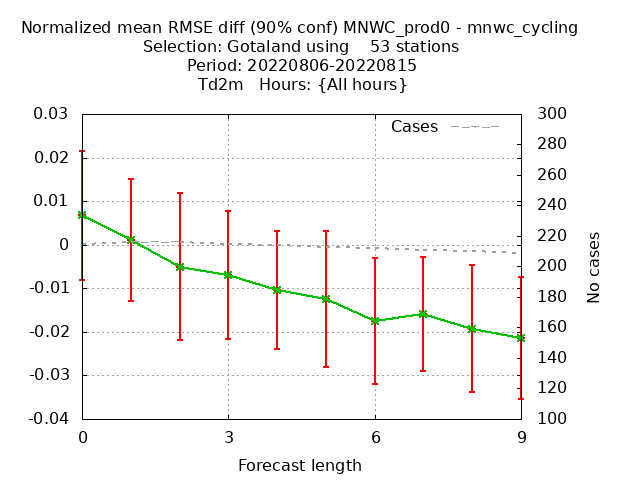 Normalized mean RMSE diff (90% conf) MNWC_prod0 - mnwc_cycling
Selection: Gotaland using 53 stations
Period: 20220806-20220815
Td2m Hours: {All hours}
Cases
0.03
0.02
0.01
0
-0.01
-0.02
-0.03
-0.04
300
280
260
240
220
200
180
160
140
120
100
No cases
0 3 6 9
Forecast length